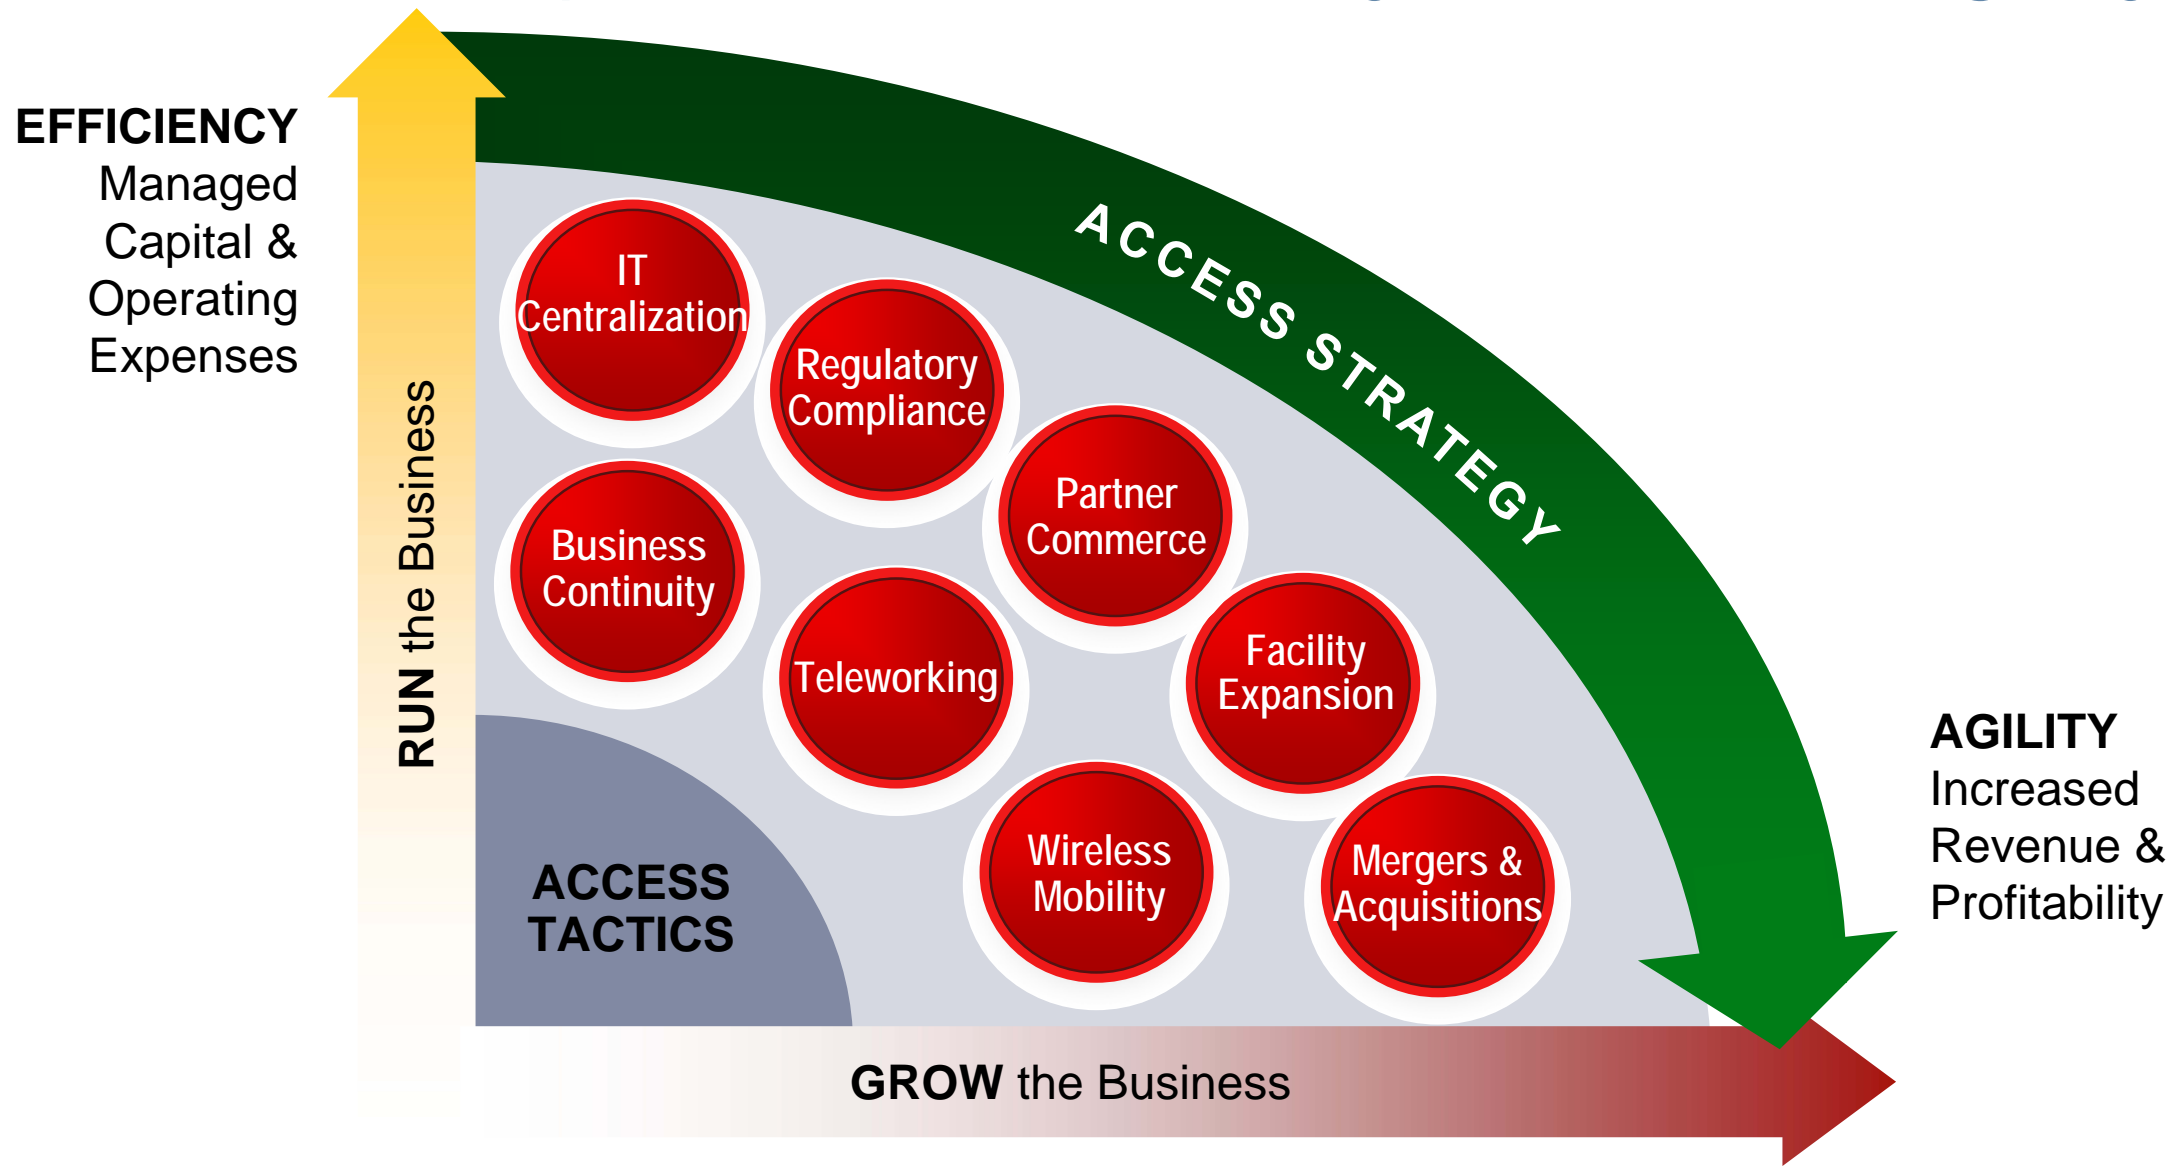 EFFICIENCY
Managed
Capital &
Operating
Expenses
RUN the Business
ACCESS STRATEGY
IT
Centralization
Regulatory
Compliance
Partner
Commerce
Business
Continuity
Teleworking
Facility
Expansion
Wireless
Mobility
Mergers &
Acquisitions
ACCESS
TACTICS
AGILITY
Increased
Revenue &
Profitability
GROW the Business